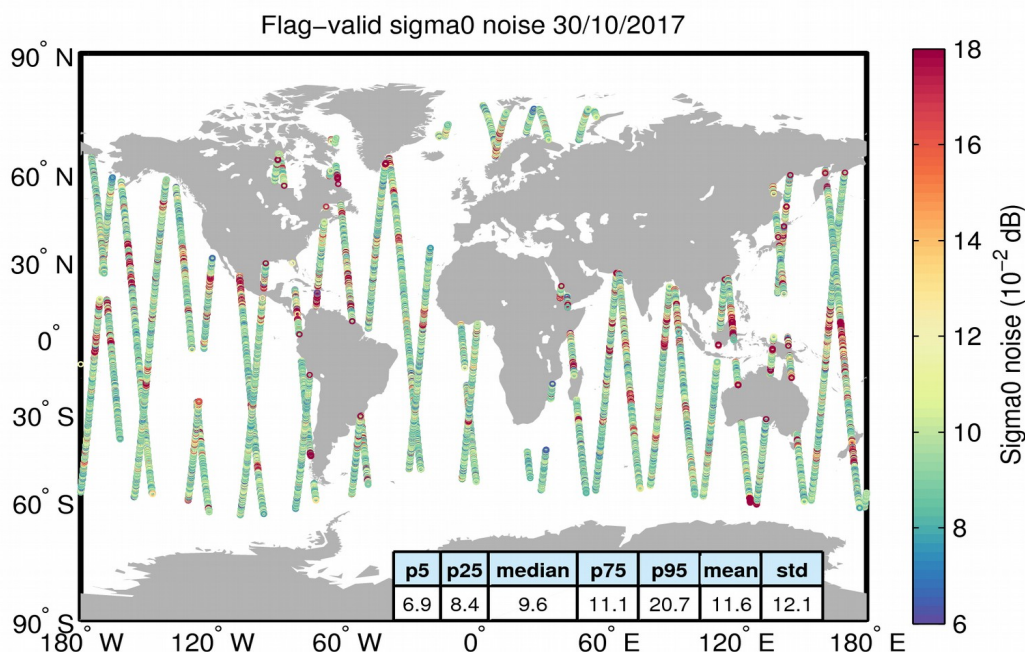 Flag-valid sigma0 noise 30/10/2017
90° N
60° N
30° N
0°
30° S
60° S
90° S
180° W
120° W
60° W
0°
60° E
120° E
180° E
p5 p25 median p75 p95 mean std
6.9 8.4 9.6 11.1 20.7 11.6 12.1
18
16
14
12
10
8
6
Sigma0 noise (10⁻² dB)